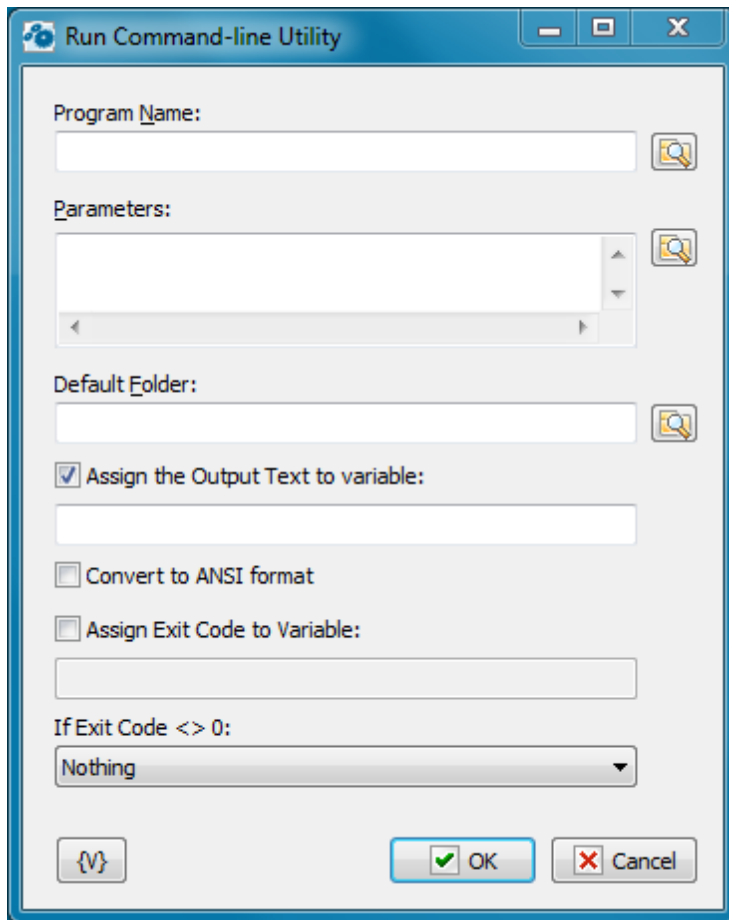 Run Command-line Utility
Program Name:
Parameters:
Default Folder:
Assign the Output Text to variable:
Convert to ANSI format
Assign Exit Code to Variable:
If Exit Code <> 0:
Nothing
{V} OK Cancel